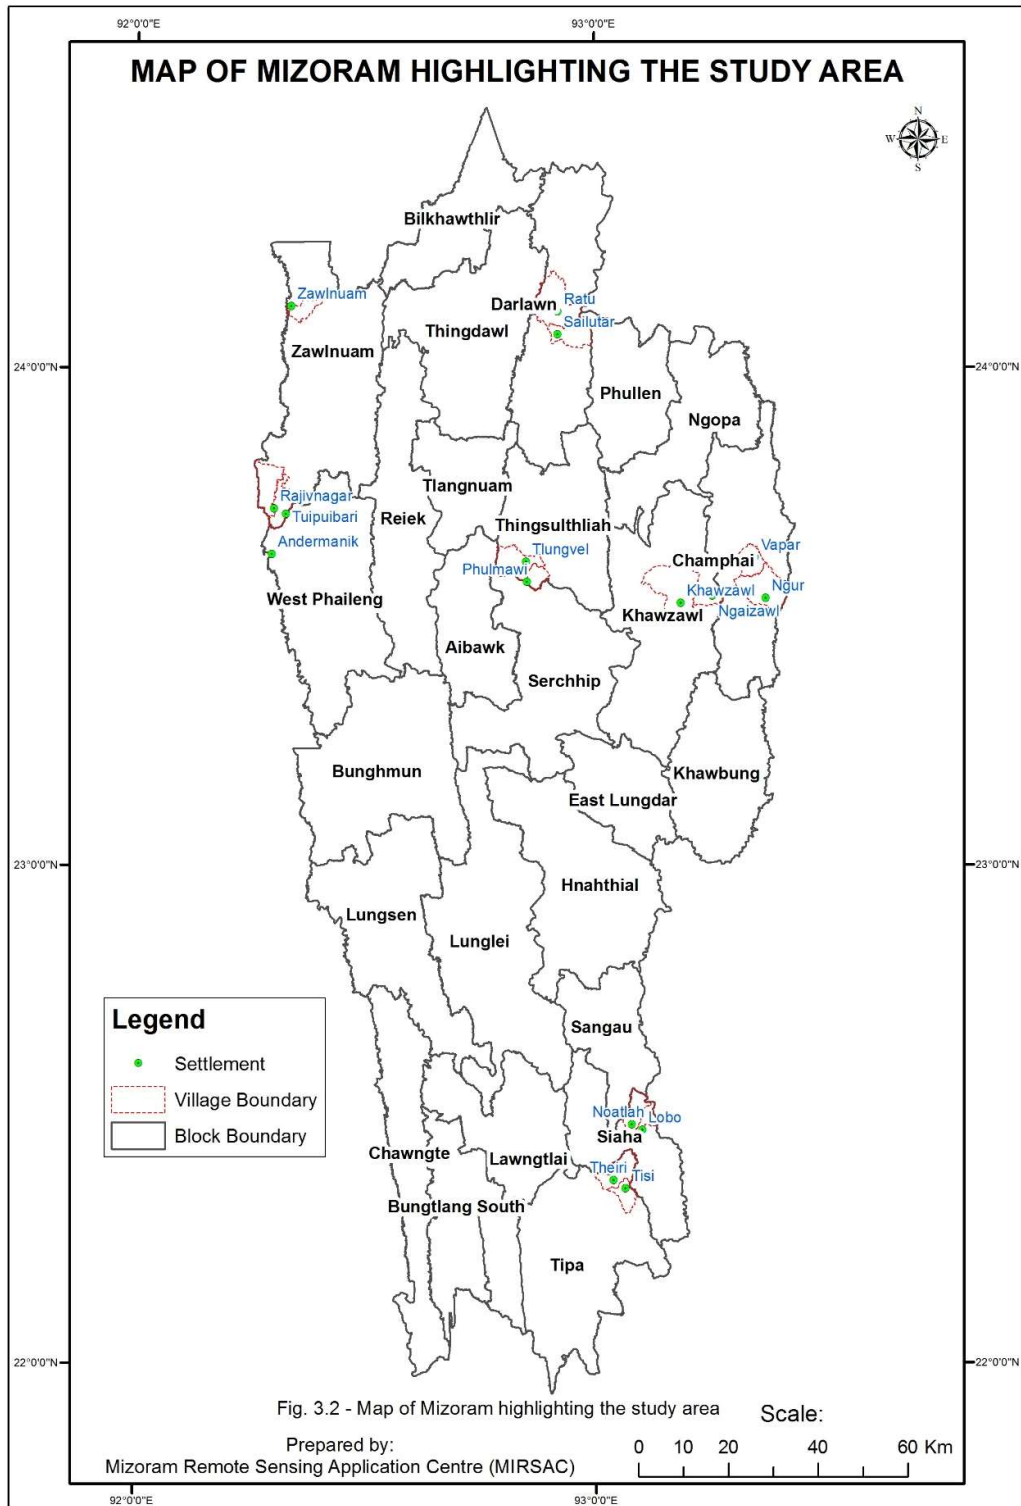 92°0'0"E
93°0'0"E
MAP OF MIZORAM HIGHLIGHTING THE STUDY AREA
N
W
E
S
Bilkhawthlir
Zawlnuam
Darlawn
Ratu
Sailutar
Thingdawl
Zawlnuam
24°0'0"N
24°0'0"N
Phullen
Ngopa
Tlangnuam
Rajivnagar
Tuipuibari
Reiek
Thingsulthliah
Andermanik
Tlungvel
Phulmawi
Champhai
Vapar
Khawzawl
Ngur
West Phaileng
Khawzawl
Ngaizawl
Aibawk
Serchhip
Bunghmun
Khawbung
East Lungdar
23°0'0"N
23°0'0"N
Hnahthial
Lungsen
Lunglei
Sangau
Legend
Settlement
Village Boundary
Block Boundary
Noatlah
Lobo
Siaha
Chawngte
Lawngtlai
Theiri
Tisi
Bungtlang South
Tipa
22°0'0"N
22°0'0"N
Fig. 3.2 - Map of Mizoram highlighting the study area
Scale:
Prepared by:
Mizoram Remote Sensing Application Centre (MIRSAC)
0 10 20 40 60 Km
92°0'0"E
93°0'0"E